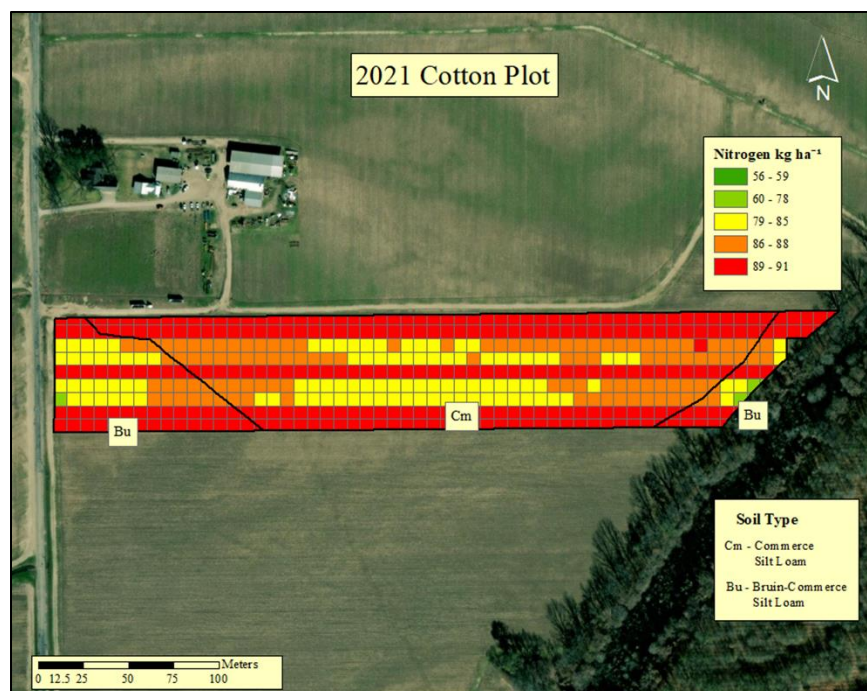 2021 Cotton Plot
N
Nitrogen kg ha⁻¹
56 - 59
60 - 78
79 - 85
86 - 88
89 - 91
Bu
Cm
Bu
Soil Type
Cm - Commerce
Silt Loam
Bu - Bruin-Commerce
Silt Loam
Meters
0 12.5 25 50 75 100